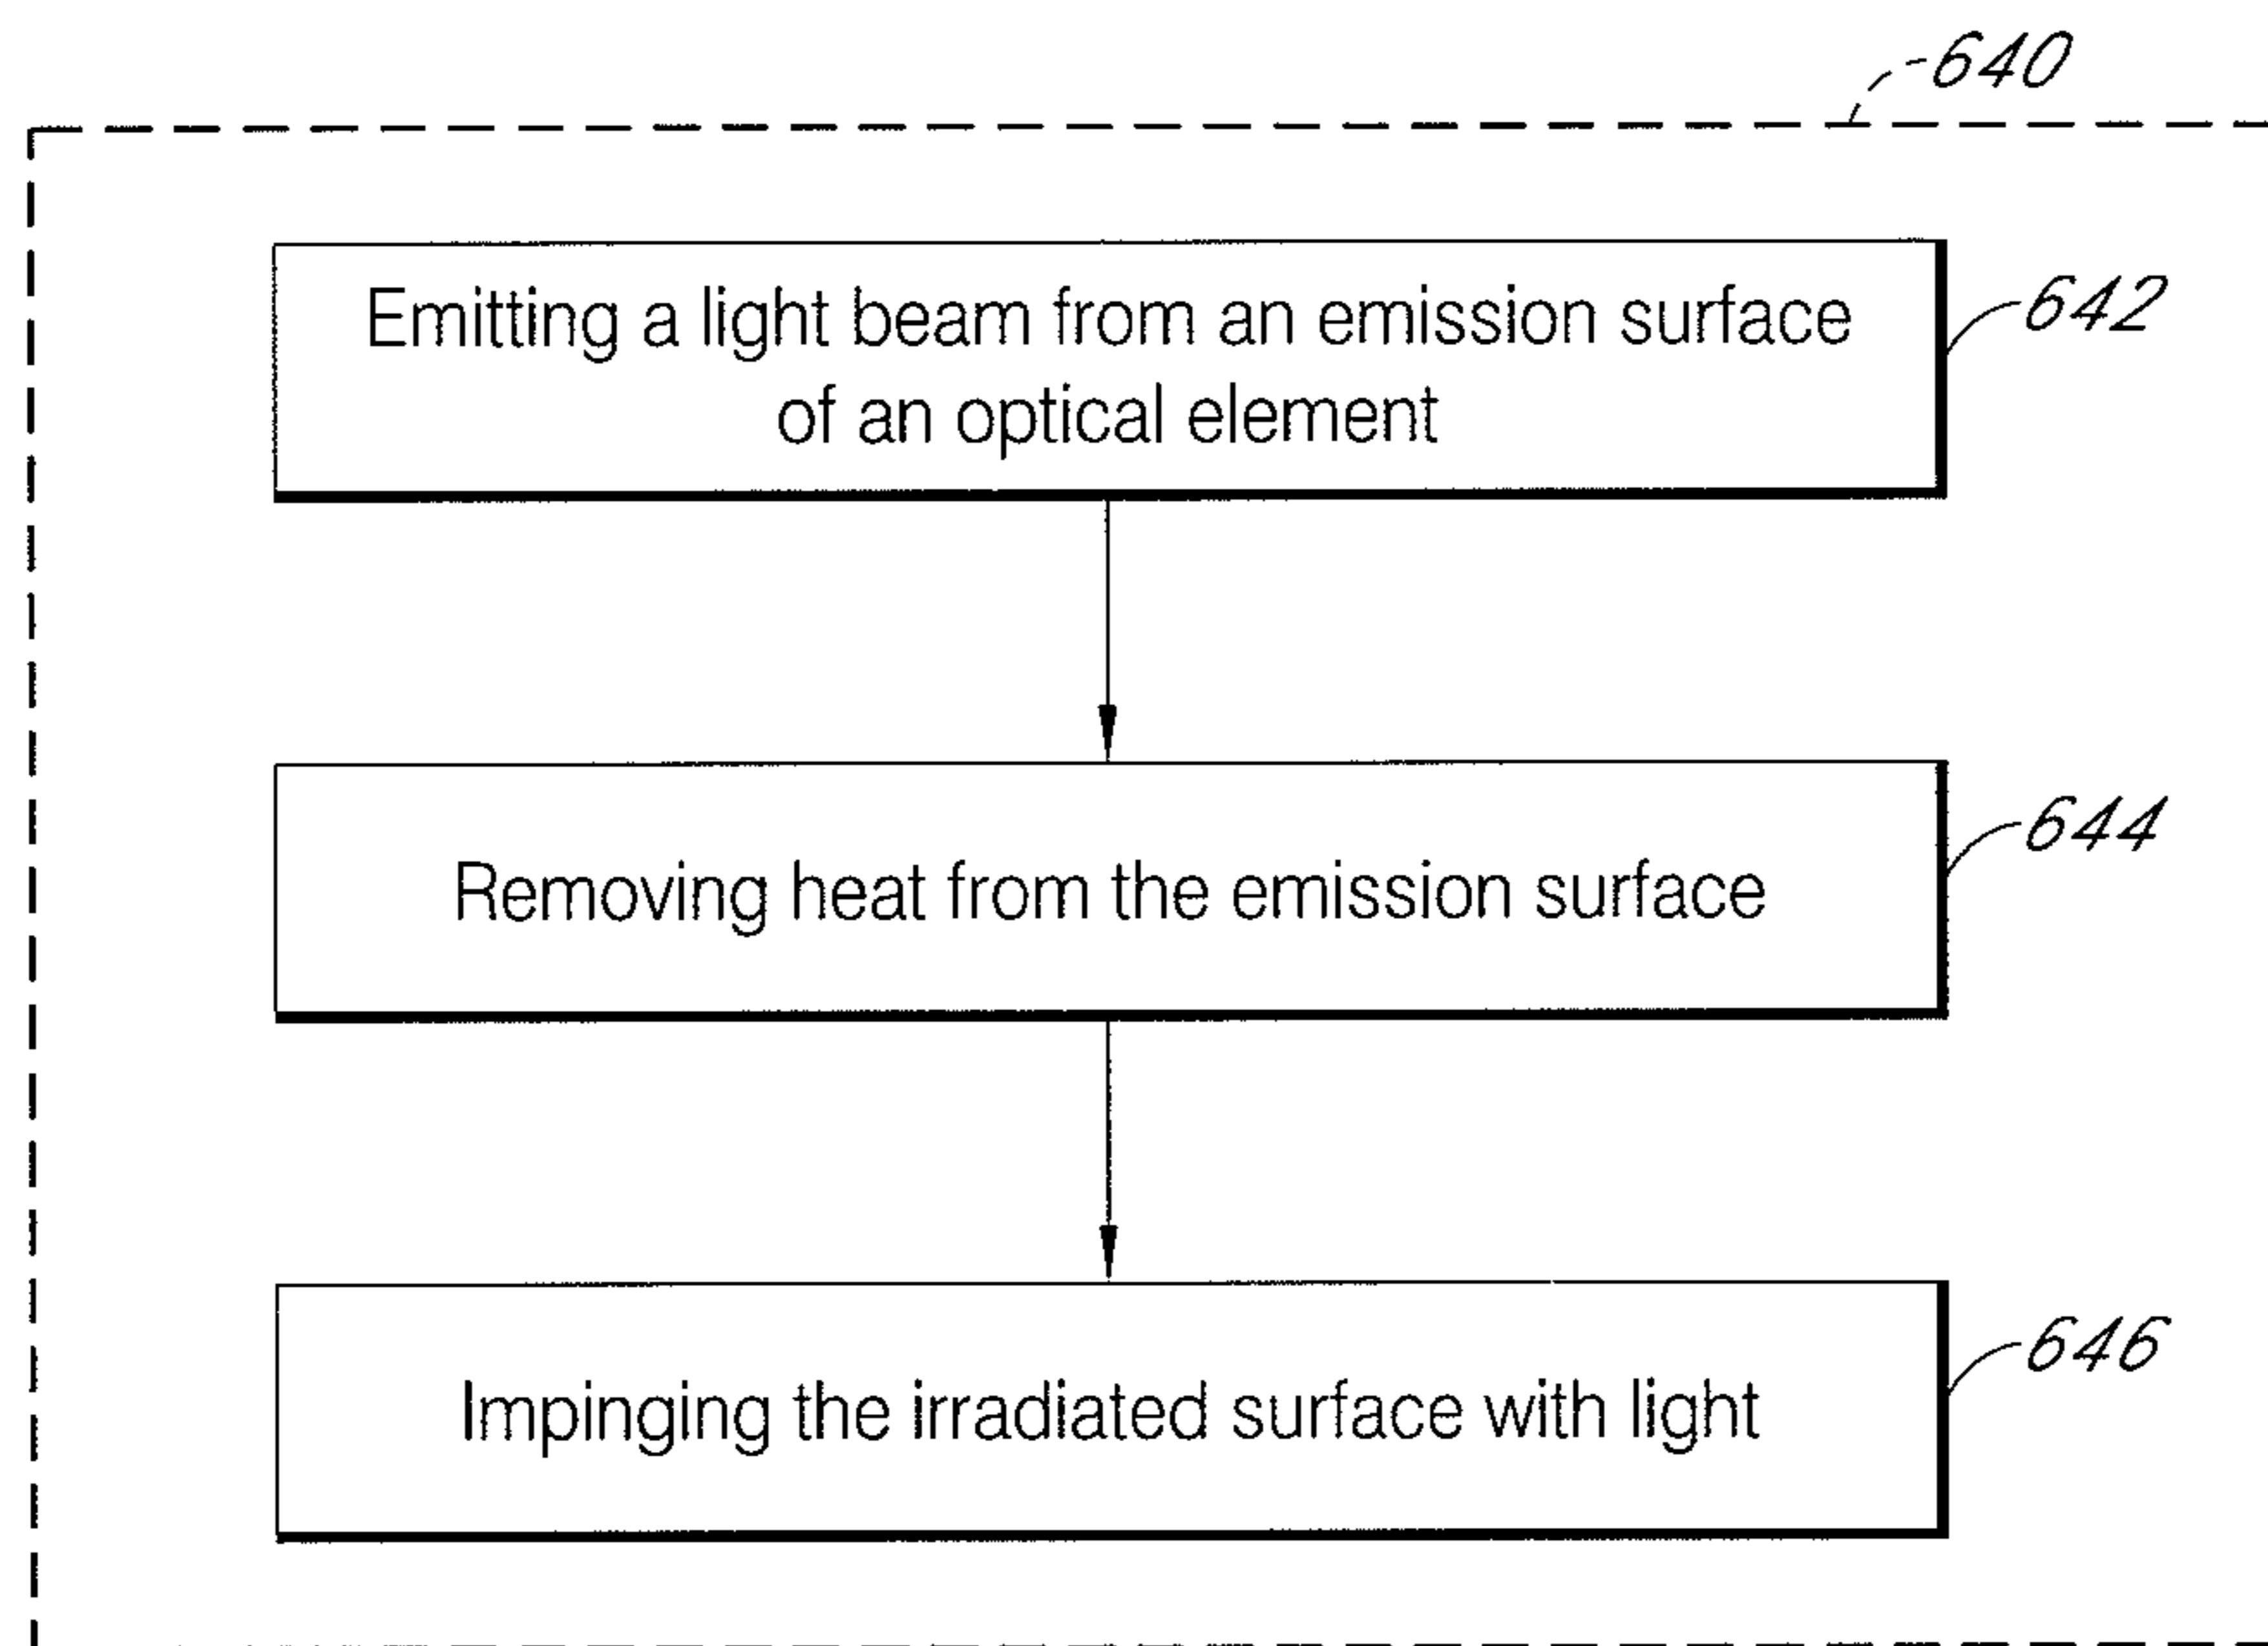 640
Emitting a light beam from an emission surface
of an optical element
642
Removing heat from the emission surface
644
Impinging the irradiated surface with light
646